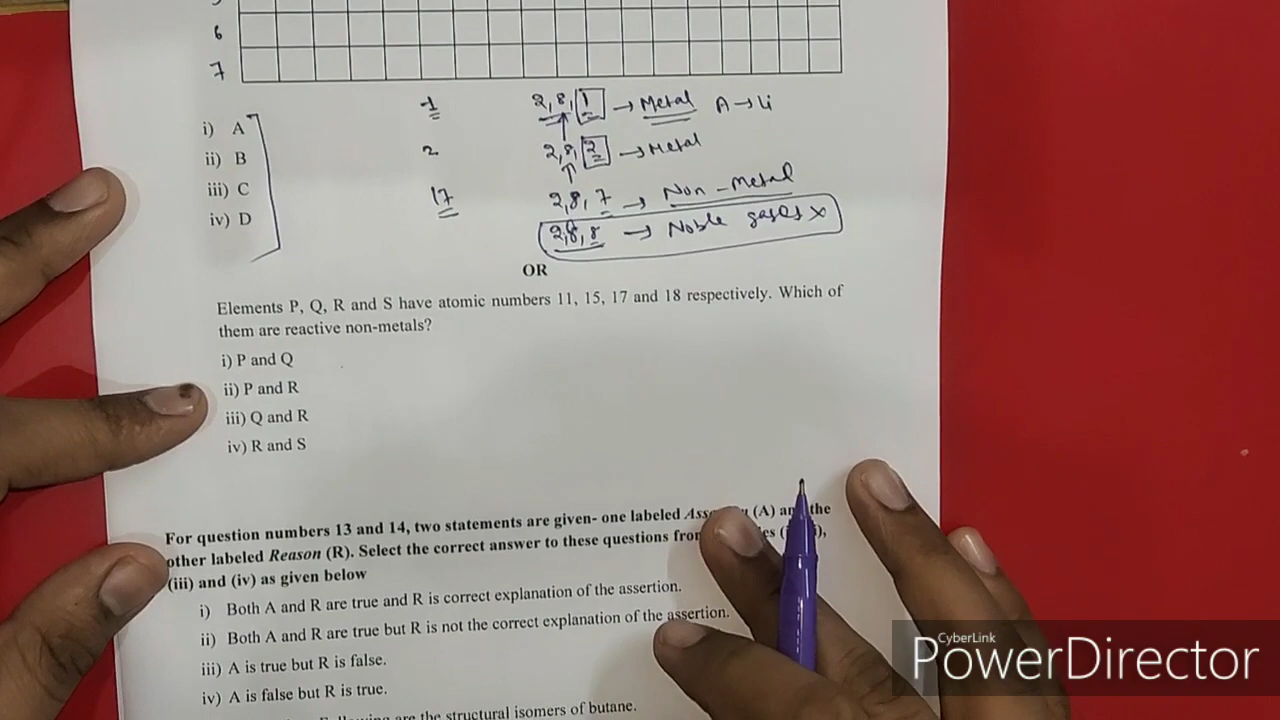 6
7
i) A -1 2,8,1 → Metal A → Li
ii) B 2 2,8,2 → Metal
iii) C 17 2,8,7 → Non-Metal
iv) D 2,8,8 → Noble gases x
OR
Elements P, Q, R and S have atomic numbers 11, 15, 17 and 18 respectively. Which of
them are reactive non-metals?
i) P and Q
ii) P and R
iii) Q and R
iv) R and S
For question numbers 13 and 14, two statements are given- one labeled (A) and the
other labeled Reason (R). Select the correct answer to these questions from
(iii) and (iv) as given below
i) Both A and R are true and R is correct explanation of the assertion.
ii) Both A and R are true but R is not the correct explanation of the assertion.
iii) A is true but R is false.
iv) A is false but R is true.
are the structural isomers of butane.
CyberLink
PowerDirector